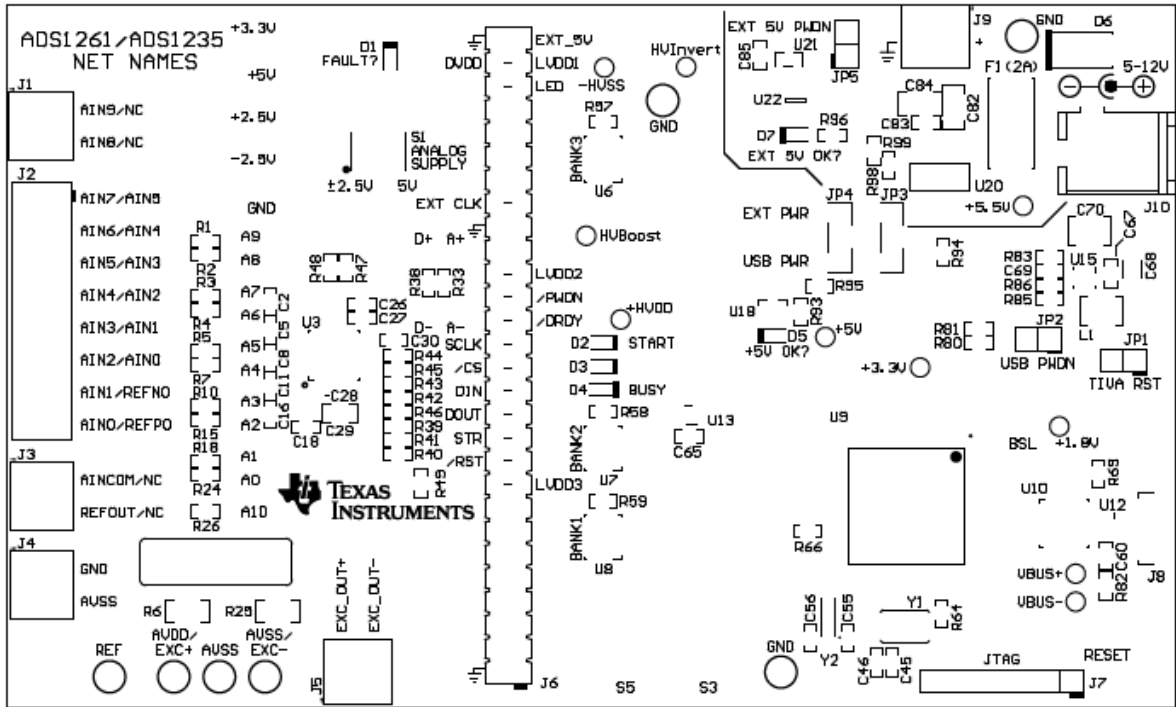 ADS1261/ADS1235
NET NAMES
+3.3V
+5V
+2.5V
-2.5V
GND
D1
FAULT?
S1
ANALOG
SUPPLY
±2.5V
5V
J1
AIN9/NC
AIN8/NC
J2
AIN6/AIN4
AIN5/AIN3
AIN4/AIN2
AIN3/AIN1
AIN2/AIN0
AIN1/REFN0
AIN0/REFP0
J3
AINCOM/NC
REFOUT/NC
J4
GND
AVSS
R1
R2
R3
R4
R5
R7
R10
R15
R18
R24
R26
A9
A8
A7
A6
A5
A4
A3
A2
A1
A0
A10
C2
C5
C8
C11
C16
U3
R48
R47
C26
C27
C30
C28
C29
C18
EXT CLK
D+ A+
R38
R33
D- A-
SCLK
/CS
DIN
DOUT
STR
/RST
R44
R45
R43
R42
R46
R39
R41
R40
R49
TEXAS
INSTRUMENTS
R6
R25
REF
AVDD/
EXC+
AVSS
AVSS/
EXC-
EXC_OUT+
EXC_OUT-
J5
J6
EXT_5V
DVDD
LVDD1
LED
LVDD2
/PWDN
/DRDY
LVDD3
-HVSS
HVInvert
GND
R57
BANK3
U6
HVBoost
+HVDD
D2
START
D3
D4
BUSY
R58
BANK2
U7
R59
BANK1
U8
U13
C65
S5
S3
EXT 5V PWDN
C85
U21
JP5
U22
D7
R96
EXT 5V OK?
J9
+
GND
D6
F1(2A)
5-12V
C84
C82
C83
R99
R98
U20
+5.5V
J10
JP4
JP3
EXT PWR
USB PWR
R95
R94
U18
R93
D5
+5V OK?
+5V
+3.3V
C70
C67
C68
U15
R83
C69
R86
R85
L1
R81
R80
JP2
USB PWDN
JP1
TIVA RST
U9
BSL
+1.8V
R69
U10
U12
C60
R82
J8
VBUS+
VBUS-
R66
C56
C55
Y1
Y2
R64
C46
C45
GND
JTAG
RESET
J7